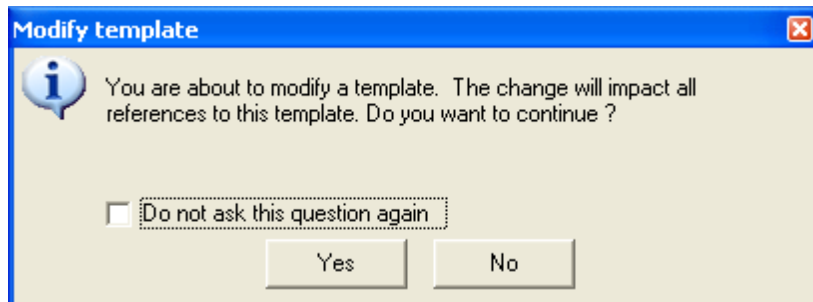 Modify template
You are about to modify a template.  The change will impact all
references to this template. Do you want to continue ?
Do not ask this question again
Yes
No